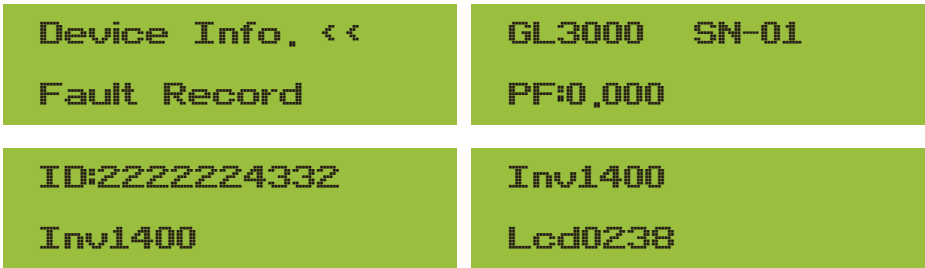 Device Info. <<
Fault Record
GL3000 SN-01
PF:0.000
ID:2222224332
Inv1400
Inv1400
Lcd0238